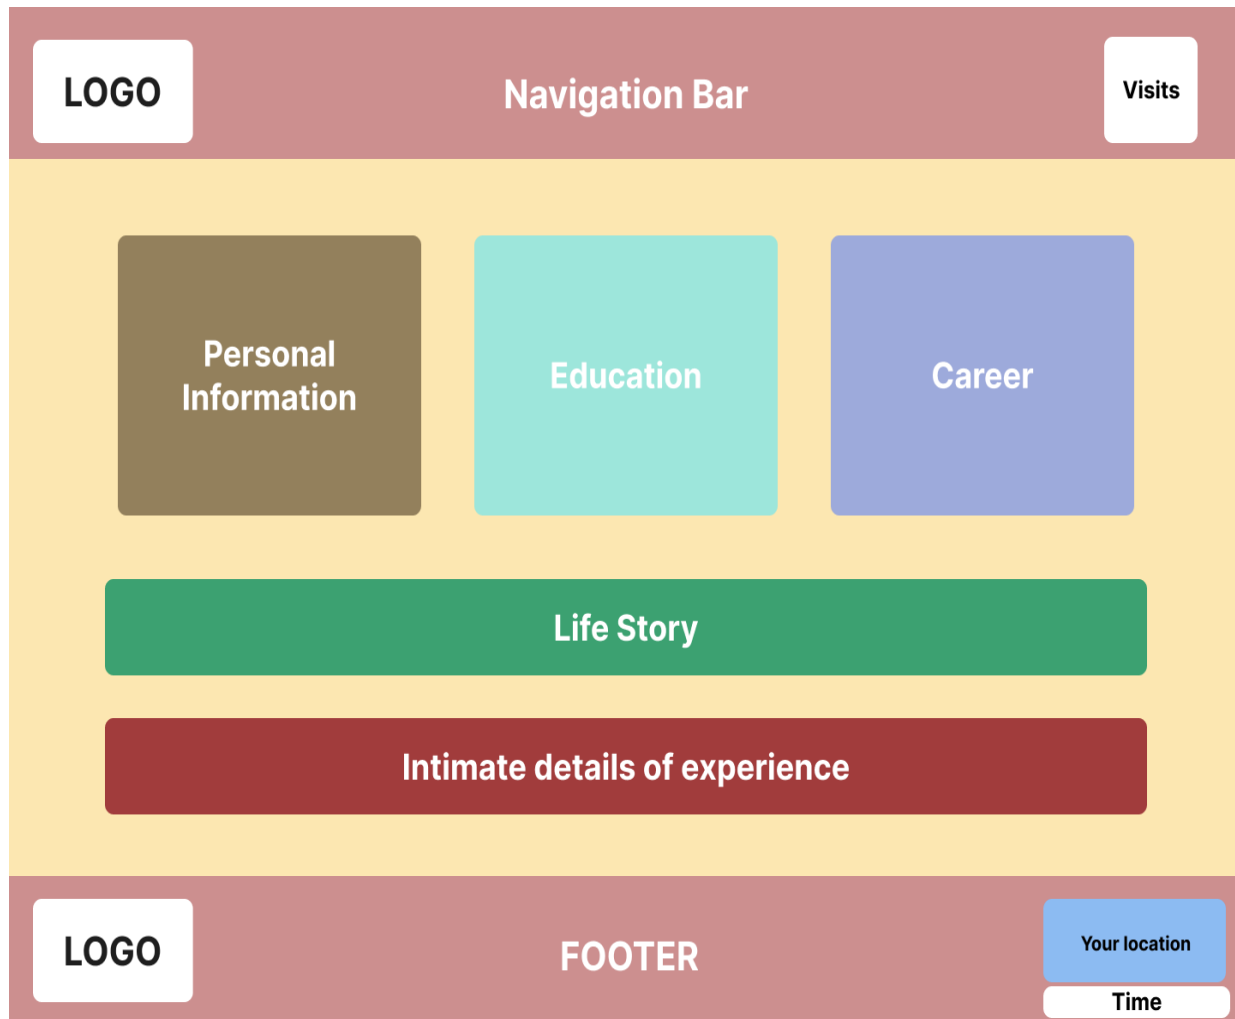 LOGO
Navigation Bar
Visits
Personal
Information
Education
Career
Life Story
Intimate details of experience
LOGO
FOOTER
Your location
Time